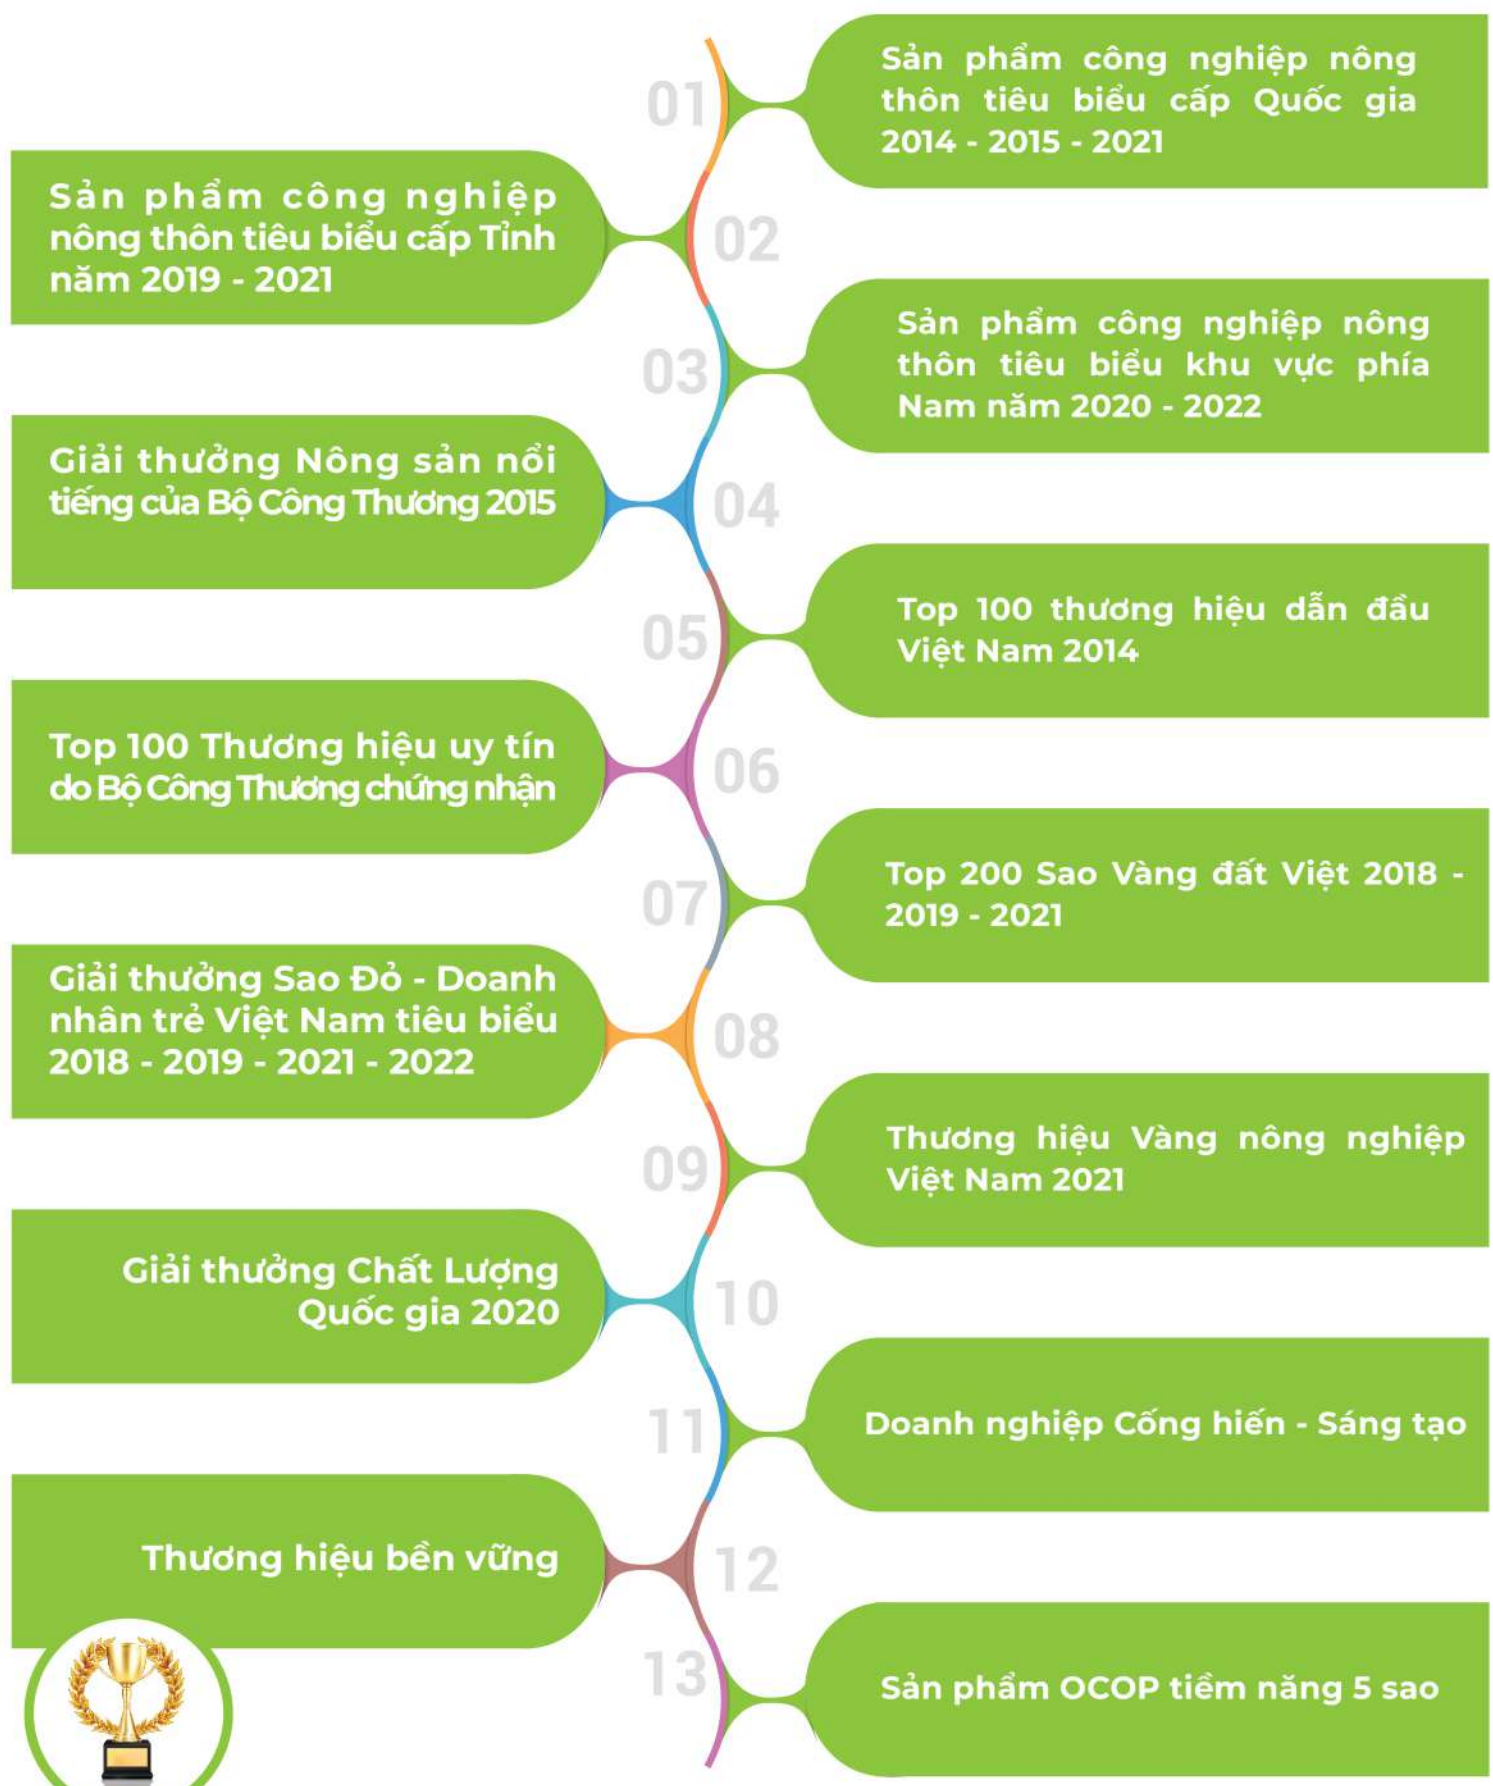 01
Sản phẩm công nghiệp nông
thôn tiêu biểu cấp Quốc gia
2014 - 2015 - 2021
Sản phẩm công nghiệp
nông thôn tiêu biểu cấp Tỉnh
năm 2019 - 2021
02
03
Sản phẩm công nghiệp nông
thôn tiêu biểu khu vực phía
Nam năm 2020 - 2022
Giải thưởng Nông sản nổi
tiếng của Bộ Công Thương 2015
04
05
Top 100 thương hiệu dẫn đầu
Việt Nam 2014
Top 100 Thương hiệu uy tín
do Bộ Công Thương chứng nhận
06
07
Top 200 Sao Vàng đất Việt 2018 -
2019 - 2021
Giải thưởng Sao Đỏ - Doanh
nhân trẻ Việt Nam tiêu biểu
2018 - 2019 - 2021 - 2022
08
09
Thương hiệu Vàng nông nghiệp
Việt Nam 2021
Giải thưởng Chất Lượng
Quốc gia 2020
10
11
Doanh nghiệp Cống hiến - Sáng tạo
Thương hiệu bền vững
12
13
Sản phẩm OCOP tiềm năng 5 sao